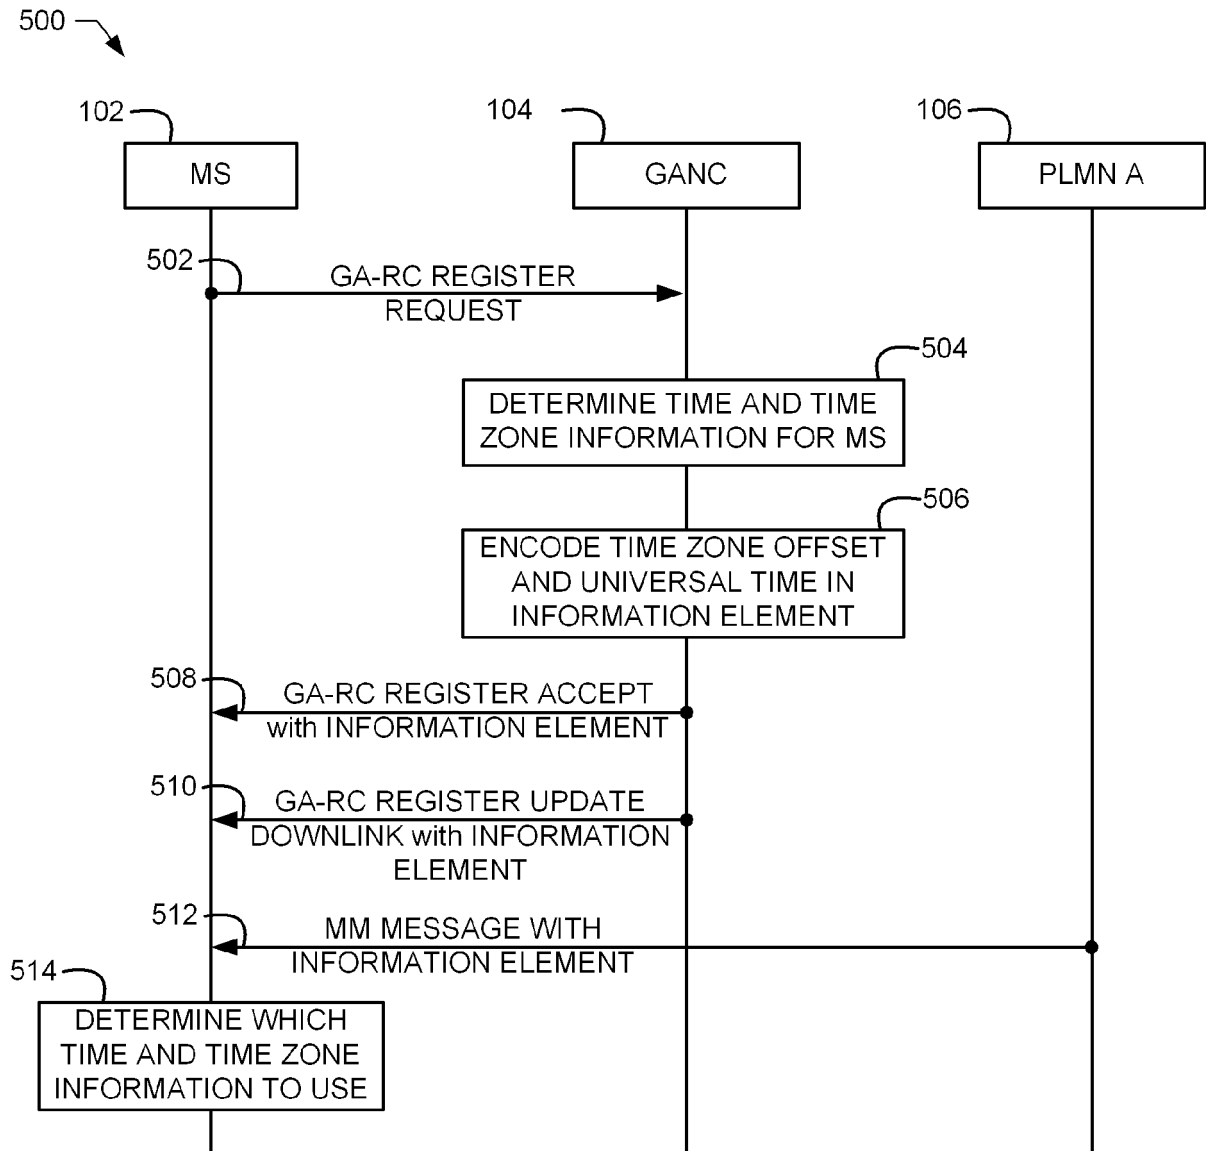 500
102
104
106
MS
GANC
PLMN A
502
GA-RC REGISTER
REQUEST
504
DETERMINE TIME AND TIME
ZONE INFORMATION FOR MS
506
ENCODE TIME ZONE OFFSET
AND UNIVERSAL TIME IN
INFORMATION ELEMENT
508
GA-RC REGISTER ACCEPT
with INFORMATION ELEMENT
510
GA-RC REGISTER UPDATE
DOWNLINK with INFORMATION
ELEMENT
512
MM MESSAGE WITH
INFORMATION ELEMENT
514
DETERMINE WHICH
TIME AND TIME ZONE
INFORMATION TO USE